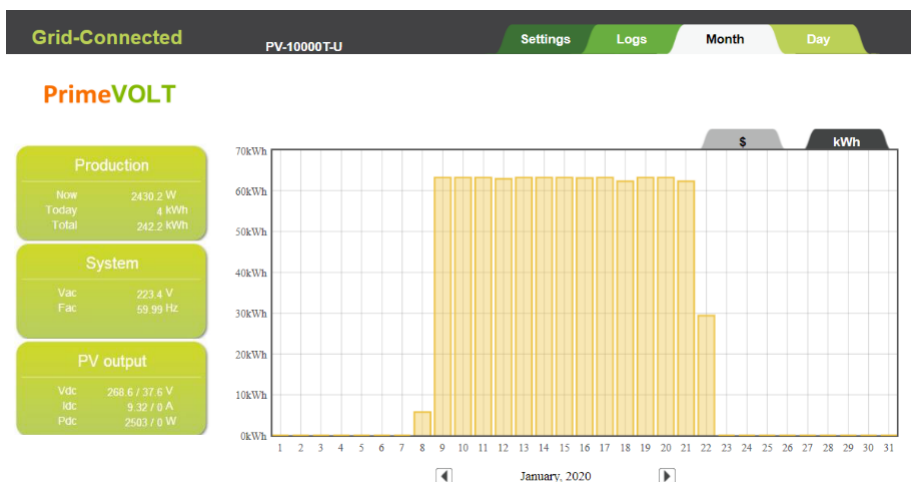 Grid-Connected
PV-10000T-U
Settings
Logs
Month
Day
PrimeVOLT
Production
Now 2430.2 W
Today 4 kWh
Total 242.2 kWh
System
Vac 223.4 V
Fac 59.99 Hz
PV output
Vdc 268.6 / 37.6 V
Idc 9.32 / 0 A
Pdc 2503 / 0 W
$
kWh
70kWh
60kWh
50kWh
40kWh
30kWh
20kWh
10kWh
0kWh
1 2 3 4 5 6 7 8 9 10 11 12 13 14 15 16 17 18 19 20 21 22 23 24 25 26 27 28 29 30 31
January, 2020